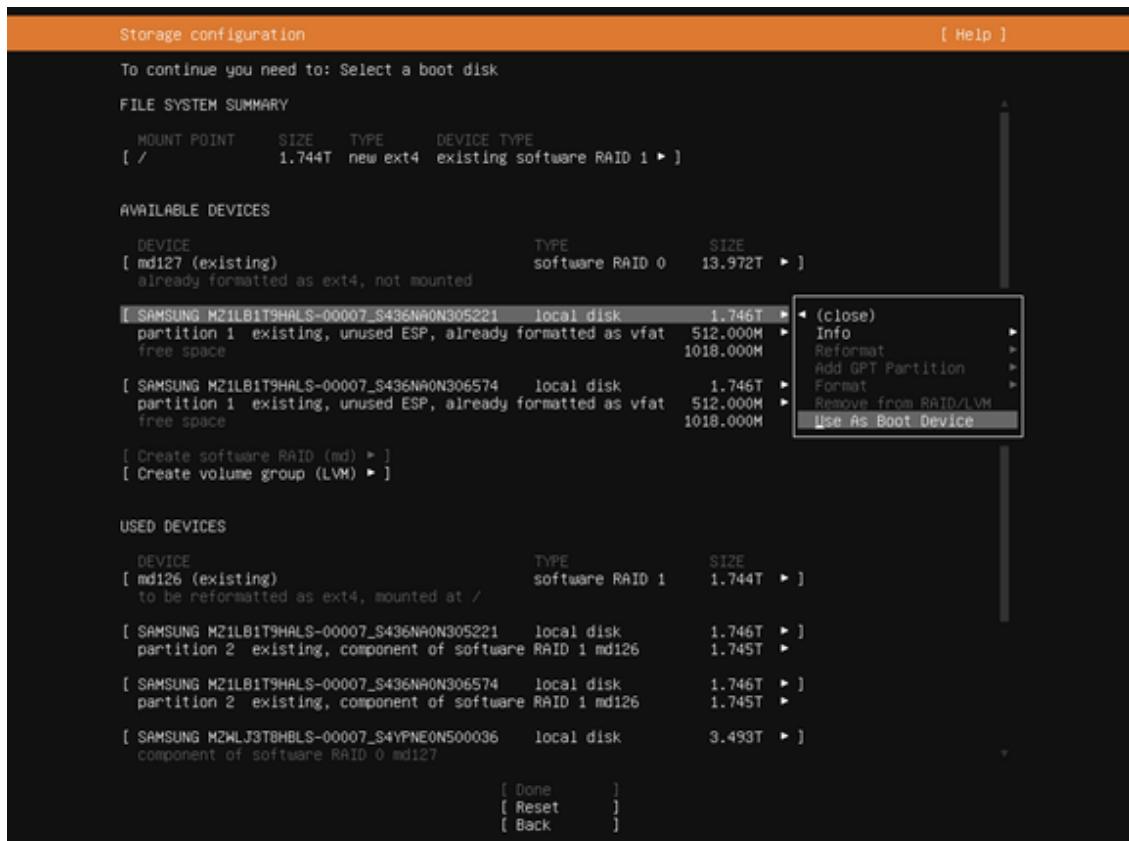 Storage configuration [ Help ]
To continue you need to: Select a boot disk
FILE SYSTEM SUMMARY
MOUNT POINT SIZE TYPE DEVICE TYPE
[ / 1.744T new ext4 existing software RAID 1 ▸ ]
AVAILABLE DEVICES
DEVICE TYPE SIZE
[ md127 (existing) software RAID 0 13.972T ▸ ]
already formatted as ext4, not mounted
[ SAMSUNG MZ1LB1T9HALS-00007_S436NA0N305221 local disk 1.746T ▸ ◂ (close)
partition 1 existing, unused ESP, already formatted as vfat 512.000M ▸ Info ▸
free space 1018.000M Reformat ▸
Add GPT Partition ▸
[ SAMSUNG MZ1LB1T9HALS-00007_S436NA0N306574 local disk 1.746T ▸ Format ▸
partition 1 existing, unused ESP, already formatted as vfat 512.000M ▸ Remove from RAID/LVM
free space 1018.000M Use As Boot Device
[ Create software RAID (md) ▸ ]
[ Create volume group (LVM) ▸ ]
USED DEVICES
DEVICE TYPE SIZE
[ md126 (existing) software RAID 1 1.744T ▸ ]
to be reformatted as ext4, mounted at /
[ SAMSUNG MZ1LB1T9HALS-00007_S436NA0N305221 local disk 1.746T ▸ ]
partition 2 existing, component of software RAID 1 md126 1.745T ▸
[ SAMSUNG MZ1LB1T9HALS-00007_S436NA0N306574 local disk 1.746T ▸ ]
partition 2 existing, component of software RAID 1 md126 1.745T ▸
[ SAMSUNG MZWLJ3T8HBLS-00007_S4YPNE0N500036 local disk 3.493T ▸ ]
component of software RAID 0 md127
[ Done ]
[ Reset ]
[ Back ]